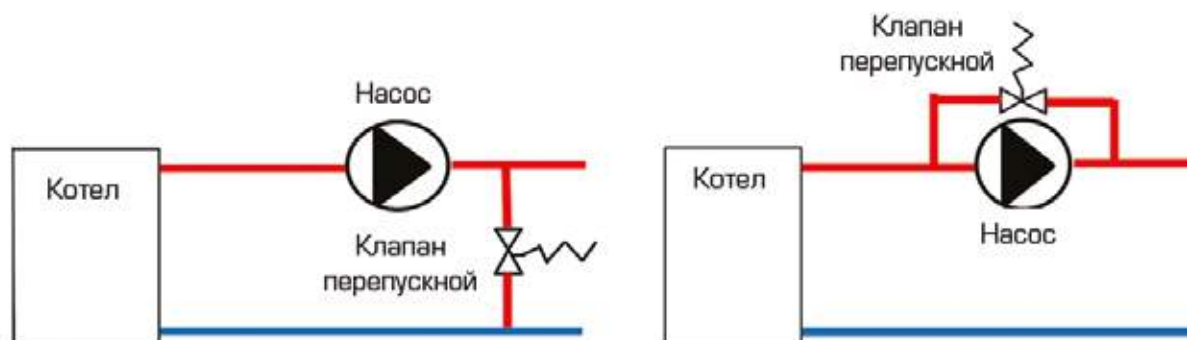 Насос
Котел
Клапан
перепускной
Клапан
перепускной
Котел
Насос